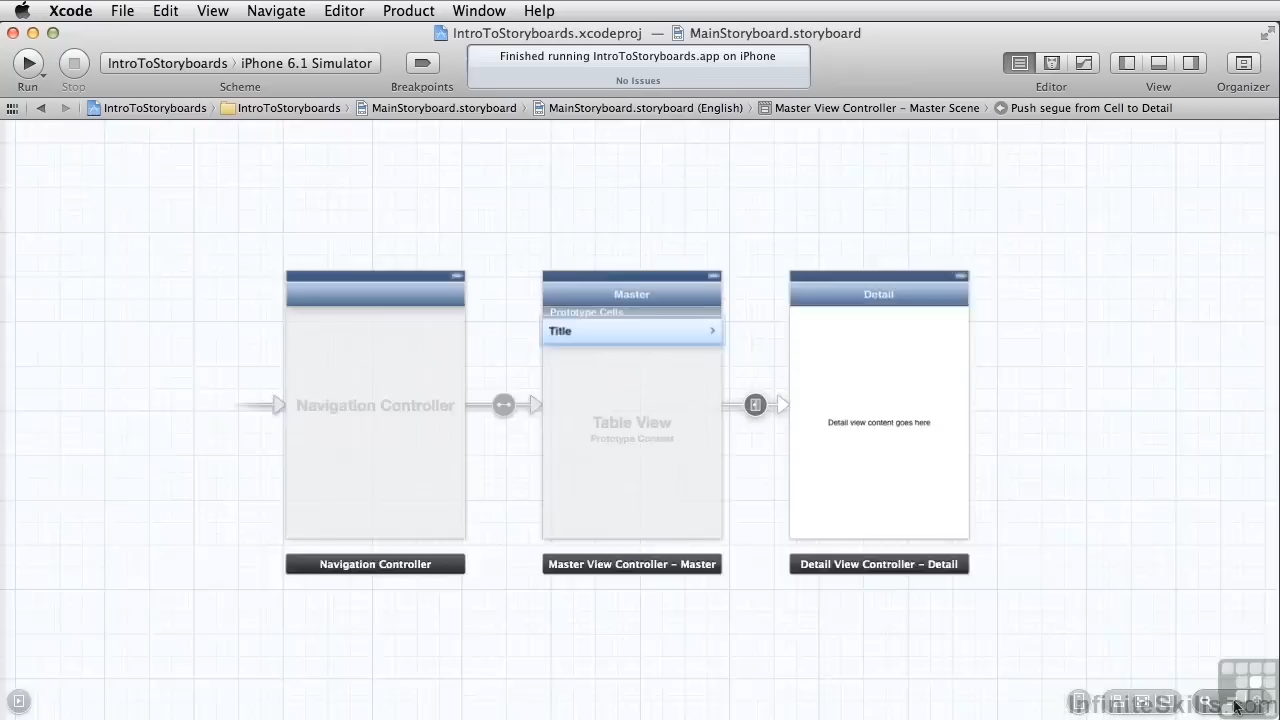 Xcode File Edit View Navigate Editor Product Window Help
IntroToStoryboards.xcodeproj — MainStoryboard.storyboard
IntroToStoryboards › iPhone 6.1 Simulator
Finished running IntroToStoryboards.app on iPhone
No Issues
Run Stop Scheme Breakpoints Editor View Organizer
IntroToStoryboards › IntroToStoryboards › MainStoryboard.storyboard › MainStoryboard.storyboard (English) › Master View Controller – Master Scene › Push segue from Cell to Detail
Master
Detail
Prototype Cells
Title
Navigation Controller
Table View
Prototype Content
Detail view content goes here
Navigation Controller
Master View Controller – Master
Detail View Controller – Detail
InfiniteSkills.com